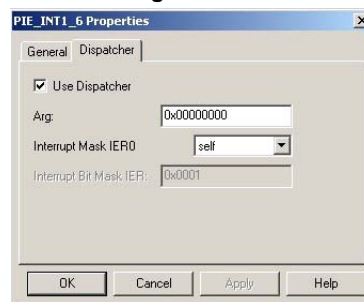 PIE_INT1_6 Properties
General Dispatcher
Use Dispatcher
Arg: 0x00000000
Interrupt Mask IER0 self
Interrupt Bit Mask IER: 0x0001
OK Cancel Apply Help